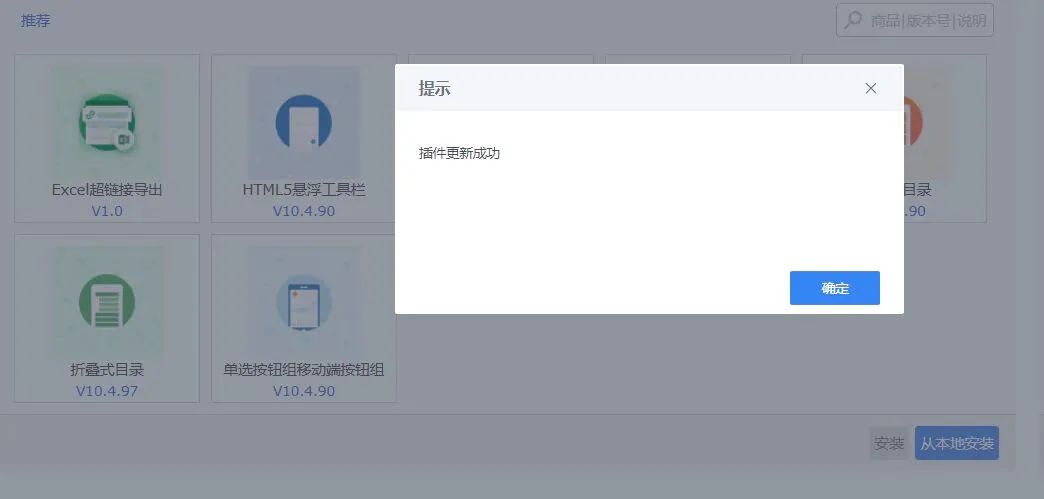 推荐
商品|版本号|说明
提示
插件更新成功
确定
Excel超链接导出
V1.0
HTML5悬浮工具栏
V10.4.90
目录
.90
折叠式目录
V10.4.97
单选按钮组移动端按钮组
V10.4.90
安装
从本地安装